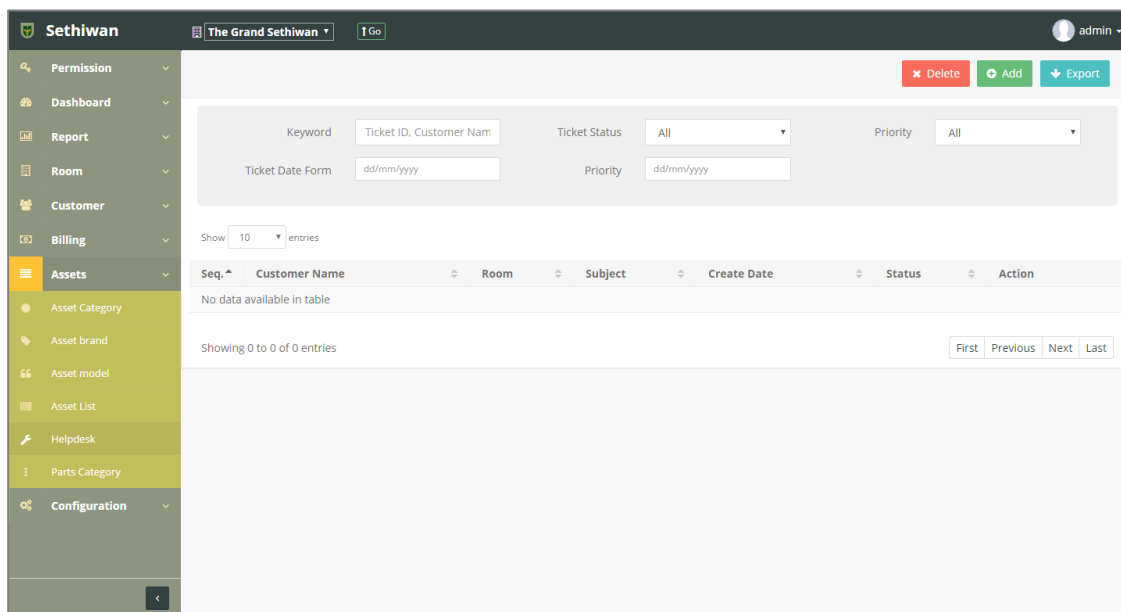 Sethiwan
The Grand Sethiwan
Go
admin
Permission
Dashboard
Report
Room
Customer
Billing
Assets
Asset Category
Asset brand
Asset model
Asset List
Helpdesk
Parts Category
Configuration
Delete Add Export
Keyword Ticket ID, Customer Nam Ticket Status All Priority All
Ticket Date Form dd/mm/yyyy Priority dd/mm/yyyy
Show 10 entries
Seq. Customer Name Room Subject Create Date Status Action
No data available in table
Showing 0 to 0 of 0 entries
First Previous Next Last